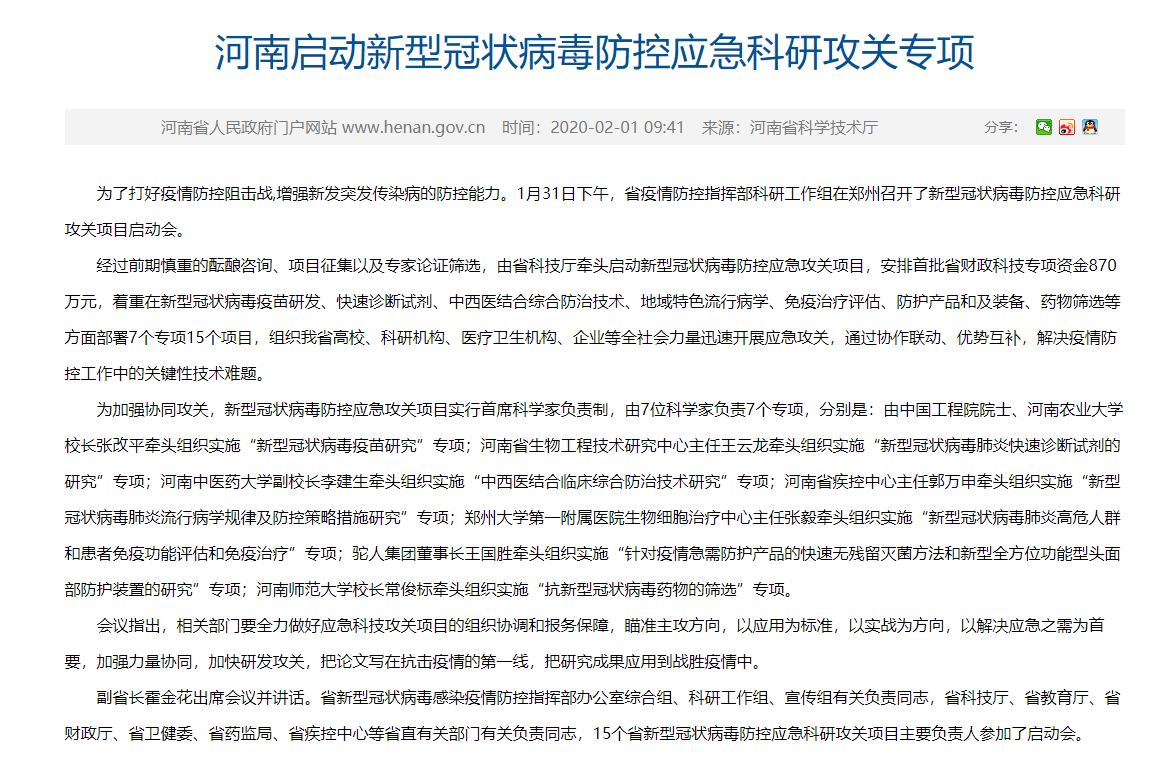 河南启动新型冠状病毒防控应急科研攻关专项
河南省人民政府门户网站 www.henan.gov.cn 时间：2020-02-01 09:41 来源：河南省科学技术厅 分享：
为了打好疫情防控阻击战,增强新发突发传染病的防控能力。1月31日下午，省疫情防控指挥部科研工作组在郑州召开了新型冠状病毒防控应急科研
攻关项目启动会。
经过前期慎重的酝酿咨询、项目征集以及专家论证筛选，由省科技厅牵头启动新型冠状病毒防控应急攻关项目，安排首批省财政科技专项资金870
万元，着重在新型冠状病毒疫苗研发、快速诊断试剂、中西医结合综合防治技术、地域特色流行病学、免疫治疗评估、防护产品和及装备、药物筛选等
方面部署7个专项15个项目，组织我省高校、科研机构、医疗卫生机构、企业等全社会力量迅速开展应急攻关，通过协作联动、优势互补，解决疫情防
控工作中的关键性技术难题。
为加强协同攻关，新型冠状病毒防控应急攻关项目实行首席科学家负责制，由7位科学家负责7个专项，分别是：由中国工程院院士、河南农业大学
校长张改平牵头组织实施“新型冠状病毒疫苗研究”专项；河南省生物工程技术研究中心主任王云龙牵头组织实施“新型冠状病毒肺炎快速诊断试剂的
研究”专项；河南中医药大学副校长李建生牵头组织实施“中西医结合临床综合防治技术研究”专项；河南省疾控中心主任郭万申牵头组织实施“新型
冠状病毒肺炎流行病学规律及防控策略措施研究”专项；郑州大学第一附属医院生物细胞治疗中心主任张毅牵头组织实施“新型冠状病毒肺炎高危人群
和患者免疫功能评估和免疫治疗”专项；驼人集团董事长王国胜牵头组织实施“针对疫情急需防护产品的快速无残留灭菌方法和新型全方位功能型头面
部防护装置的研究”专项；河南师范大学校长常俊标牵头组织实施“抗新型冠状病毒药物的筛选”专项。
会议指出，相关部门要全力做好应急科技攻关项目的组织协调和报务保障，瞄准主攻方向，以应用为标准，以实战为方向，以解决应急之需为首
要，加强力量协同，加快研发攻关，把论文写在抗击疫情的第一线，把研究成果应用到战胜疫情中。
副省长霍金花出席会议并讲话。省新型冠状病毒感染疫情防控指挥部办公室综合组、科研工作组、宣传组有关负责同志，省科技厅、省教育厅、省
财政厅、省卫健委、省药监局、省疾控中心等省直有关部门有关负责同志，15个省新型冠状病毒防控应急科研攻关项目主要负责人参加了启动会。